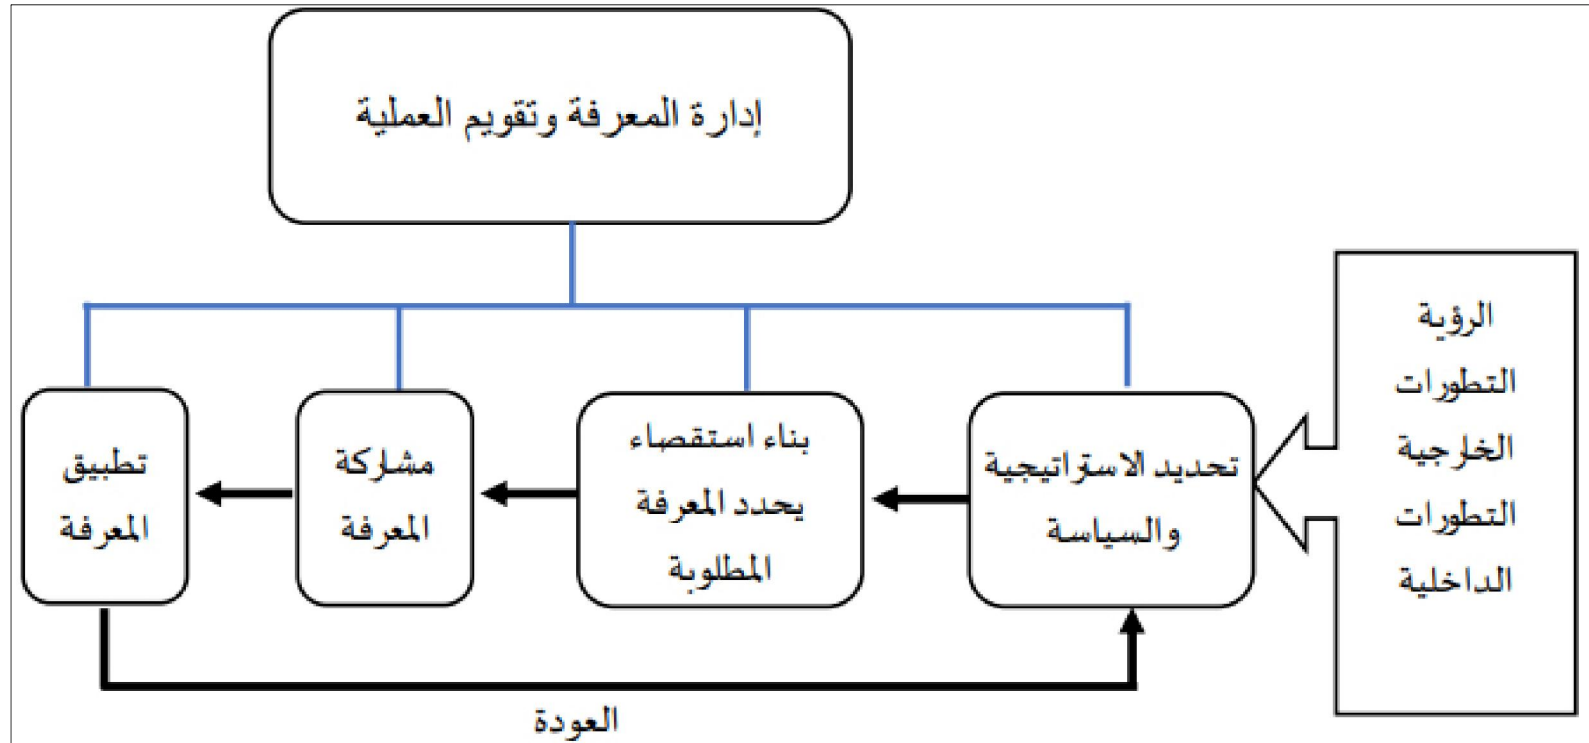 إدارة المعرفة وتقويم العملية
الرؤية
التطورات
الخارجية
التطورات
الداخلية
تحديد الاستراتيجية
والسياسة
بناء استقصاء
يحدد المعرفة
المطلوبة
مشاركة
المعرفة
تطبيق
المعرفة
العودة